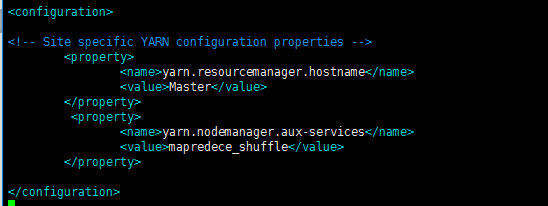 <configuration>
<!-- Site specific YARN configuration properties -->
<property>
<name>yarn.resourcemanager.hostname</name>
<value>Master</value>
</property>
<property>
<name>yarn.nodemanager.aux-services</name>
<value>mapredece_shuffle</value>
</property>
</configuration>